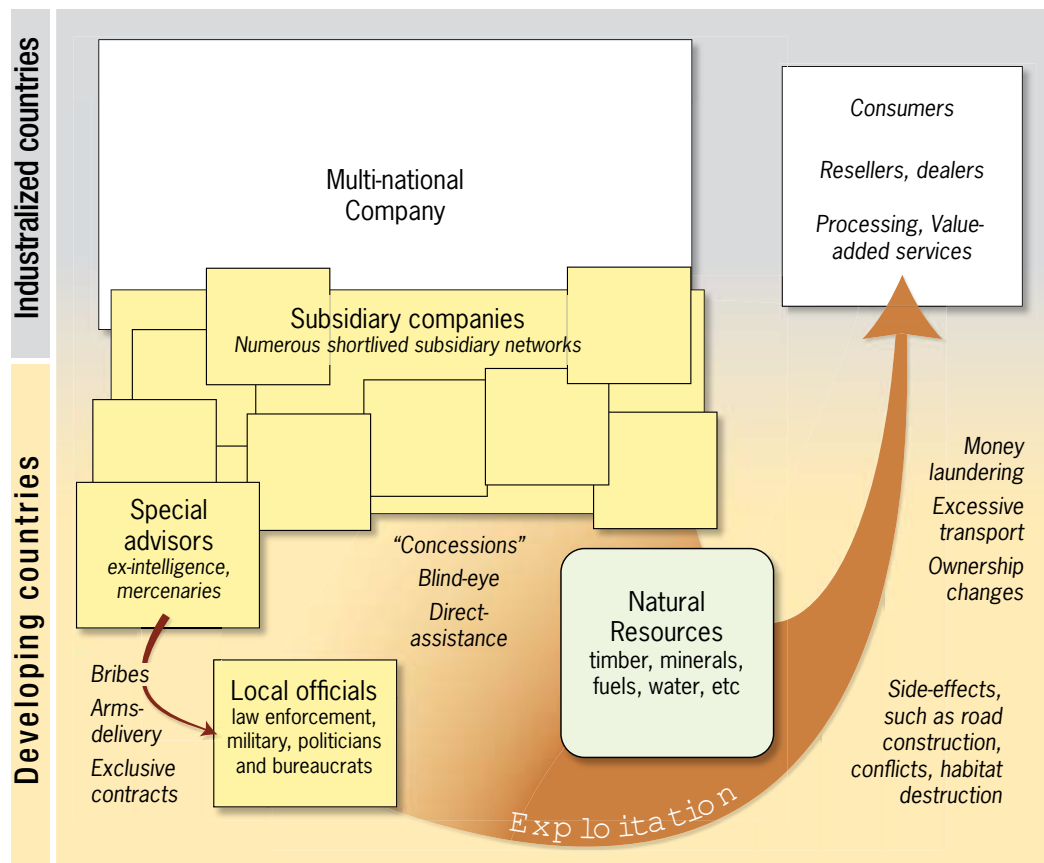 Industralized countries
Developing countries
Multi-national
Company
Consumers
Resellers, dealers
Processing, Value-
added services
Subsidiary companies
Numerous shortlived subsidiary networks
Special
advisors
ex-intelligence,
mercenaries
“Concessions”
Blind-eye
Direct-
assistance
Natural
Resources
timber, minerals,
fuels, water, etc
Money
laundering
Excessive
transport
Ownership
changes
Bribes
Arms-
delivery
Exclusive
contracts
Local officials
law enforcement,
military, politicians
and bureaucrats
Side-effects,
such as road
construction,
conflicts, habitat
destruction
Exploitation